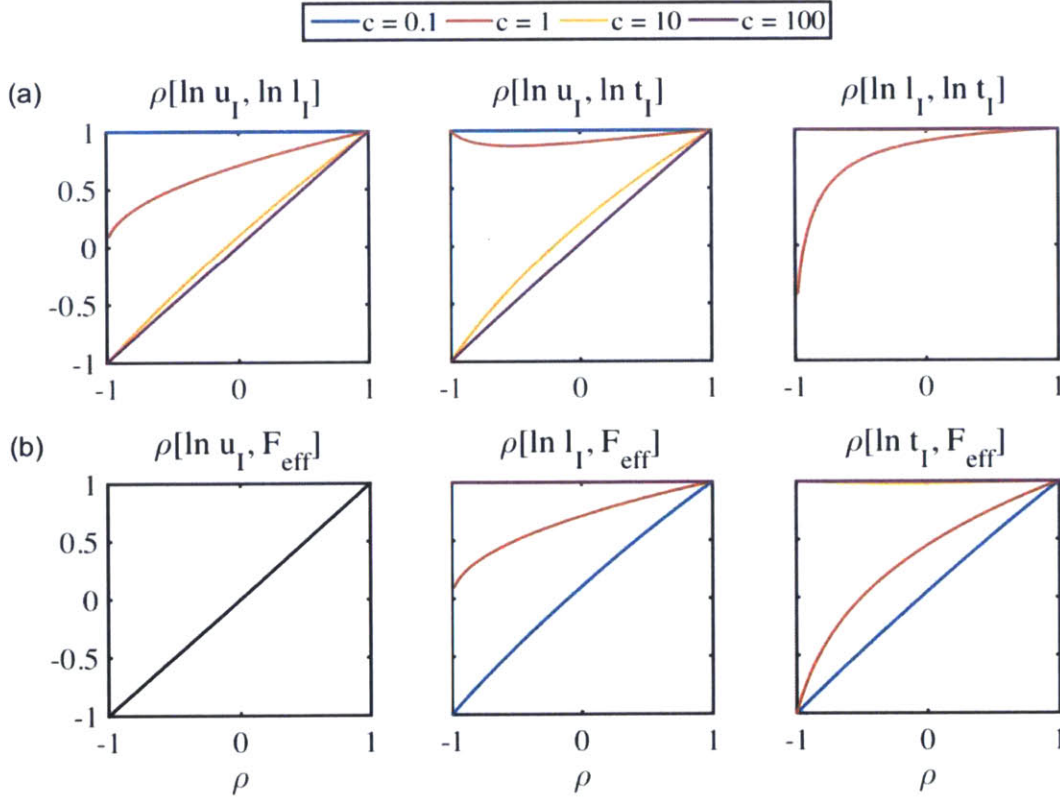 c = 0.1 c = 1 c = 10 c = 100
(a)
ρ[ln u_I, ln l_I] ρ[ln u_I, ln t_I] ρ[ln l_I, ln t_I]
1
0.5
0
-0.5
-1
-1 0 1 -1 0 1 -1 0 1
(b)
ρ[ln u_I, F_eff] ρ[ln l_I, F_eff] ρ[ln t_I, F_eff]
1
0.5
0
-0.5
-1
-1 0 1 -1 0 1 -1 0 1
ρ ρ ρ